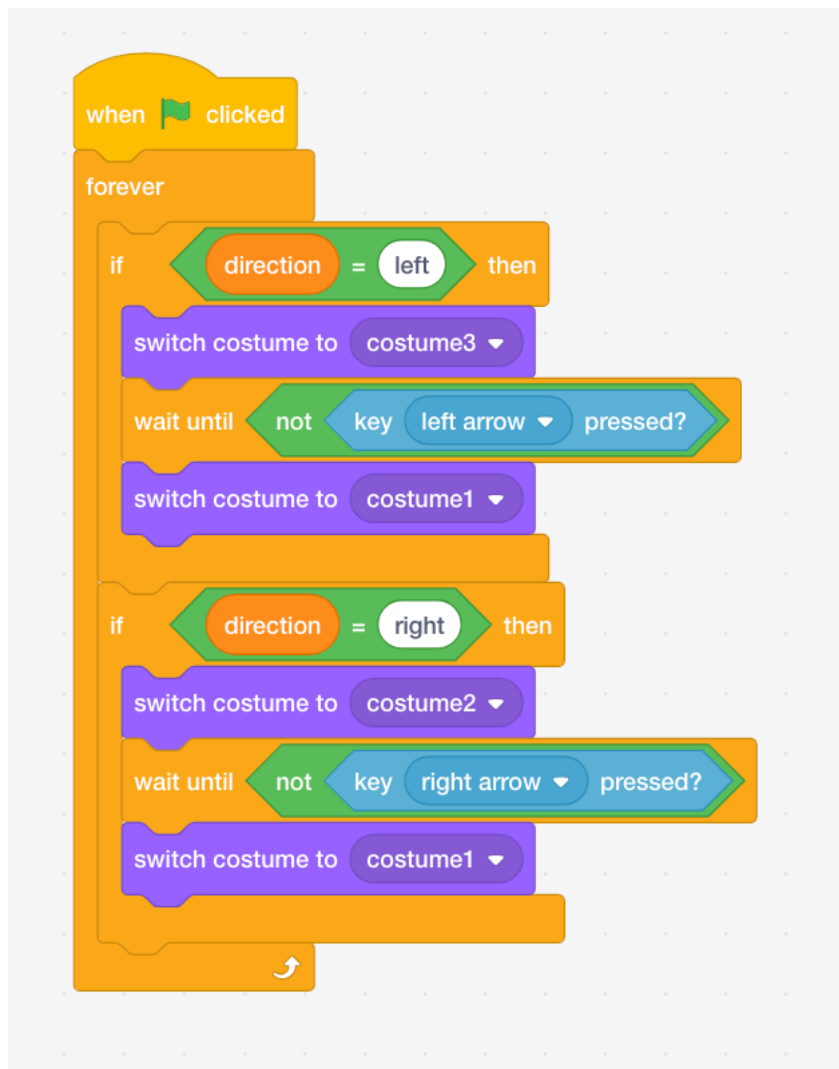 when clicked
forever
if direction = left then
switch costume to costume3
wait until not key left arrow pressed?
switch costume to costume1
if direction = right then
switch costume to costume2
wait until not key right arrow pressed?
switch costume to costume1